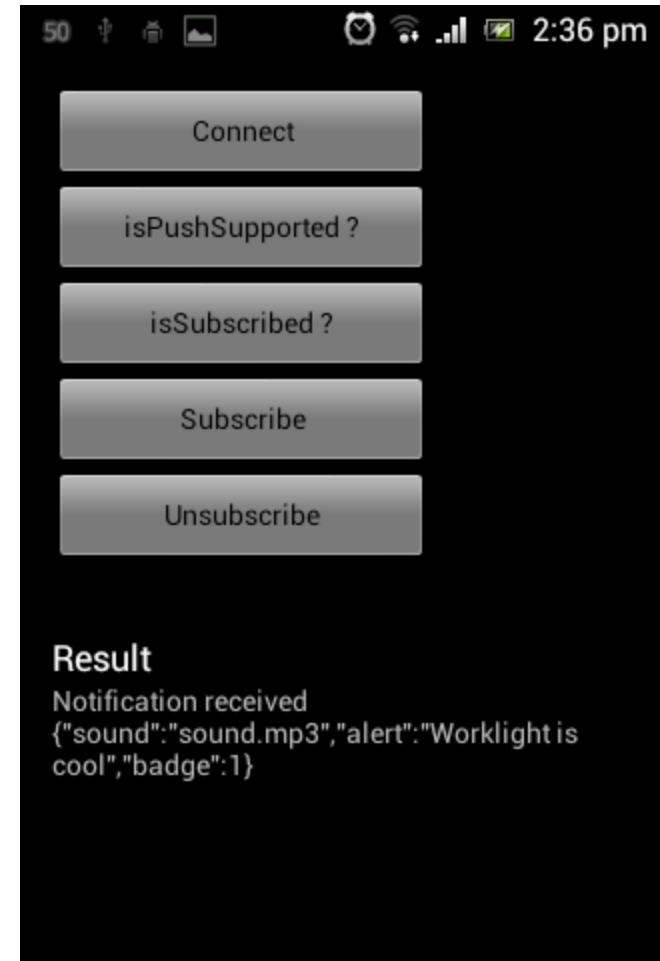 50 2:36 pm
Connect
isPushSupported ?
isSubscribed ?
Subscribe
Unsubscribe
Result
Notification received
{"sound":"sound.mp3","alert":"Worklight is
cool","badge":1}